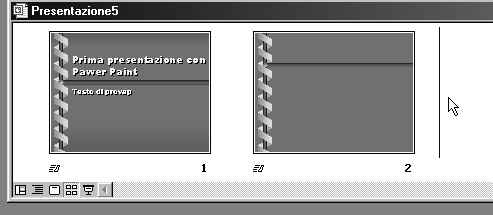 Presentazione5
Prima presentazione con
Pawer Paint
Testo di provap
1
2